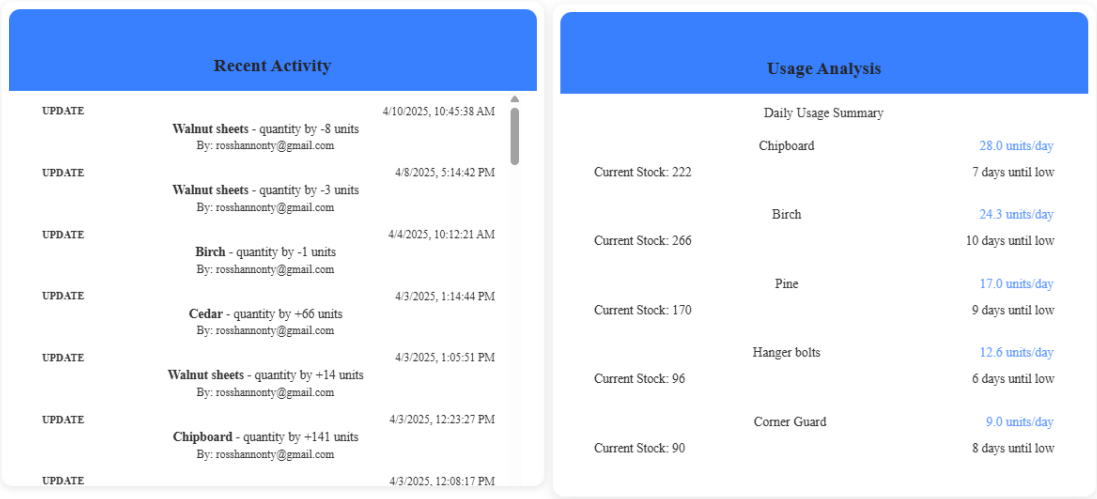 Recent Activity
UPDATE 4/10/2025, 10:45:38 AM
Walnut sheets - quantity by -8 units
By: rosshannonty@gmail.com
UPDATE 4/8/2025, 5:14:42 PM
Walnut sheets - quantity by -3 units
By: rosshannonty@gmail.com
UPDATE 4/4/2025, 10:12:21 AM
Birch - quantity by -1 units
By: rosshannonty@gmail.com
UPDATE 4/3/2025, 1:14:44 PM
Cedar - quantity by +66 units
By: rosshannonty@gmail.com
UPDATE 4/3/2025, 1:05:51 PM
Walnut sheets - quantity by +14 units
By: rosshannonty@gmail.com
UPDATE 4/3/2025, 12:23:27 PM
Chipboard - quantity by +141 units
By: rosshannonty@gmail.com
UPDATE 4/3/2025, 12:08:17 PM
Usage Analysis
Daily Usage Summary
Chipboard 28.0 units/day
Current Stock: 222 7 days until low
Birch 24.3 units/day
Current Stock: 266 10 days until low
Pine 17.0 units/day
Current Stock: 170 9 days until low
Hanger bolts 12.6 units/day
Current Stock: 96 6 days until low
Corner Guard 9.0 units/day
Current Stock: 90 8 days until low